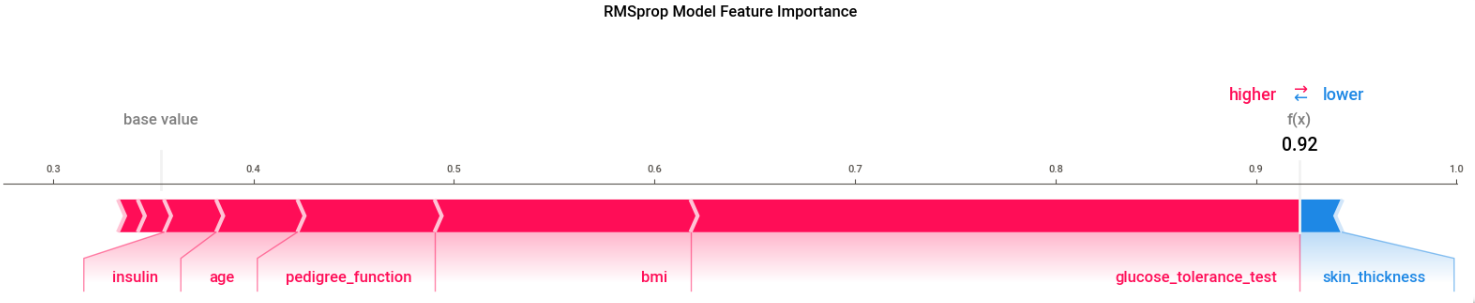 RMSprop Model Feature Importance
higher ⇄ lower
base value f(x)
0.92
0.3 0.4 0.5 0.6 0.7 0.8 0.9 1.0
insulin age pedigree_function bmi glucose_tolerance_test skin_thickness